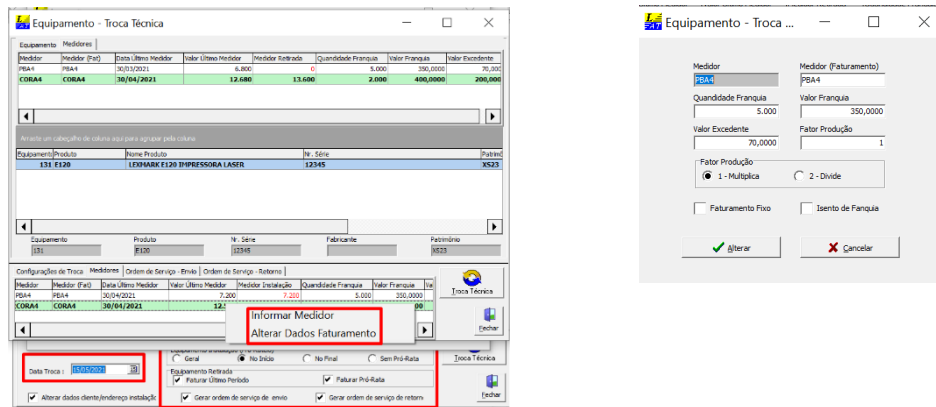 Equipamento - Troca Técnica
Equipamento Medidores
Medidor Medidor (Fat) Data Último Medidor Valor Último Medidor Medidor Retirada Quandidade Franquia Valor Franquia Valor Excedente
PBA4 PBA4 30/03/2021 6.800 0 5.000 350,0000 70,000
CORA4 CORA4 30/04/2021 12.680 13.600 2.000 400,0000 200,000
Arraste um cabeçalho de coluna aqui para agrupar pela coluna
Equipamento Produto Nome Produto Nr. Série Patrimô
131 E120 LEXMARK E120 IMPRESSORA LASER 12345 XS23
Equipamento Produto Nr. Série Fabricante Patrimônio
131 E120 12345 XS23
Configurações de Troca Medidores Ordem de Serviço - Envio Ordem de Serviço - Retorno
Medidor Medidor (Fat) Data Último Medidor Valor Último Medidor Medidor Instalação Quandidade Franquia Valor Franquia Va
PBA4 PBA4 30/04/2021 7.200 7.200 5.000 350,0000
CORA4 CORA4 30/04/2021
Troca Técnica
Informar Medidor
Alterar Dados Faturamento
Fechar
Geral No Início No Final Sem Pró-Rata
Troca Técnica
Data Troca : 05/05/2021
Equipamento Retirada
Faturar Último Período Faturar Pró-Rata
Alterar dados cliente/endereço instalação Gerar ordem de serviço de envio Gerar ordem de serviço de retorno
Fechar
Equipamento - Troca ...
Medidor Medidor (Faturamento)
PBA4 PBA4
Quandidade Franquia Valor Franquia
5.000 350,0000
Valor Excedente Fator Produção
70,0000 1
Fator Produção
1 - Multiplica 2 - Divide
Faturamento Fixo Isento de Fanquia
Alterar Cancelar